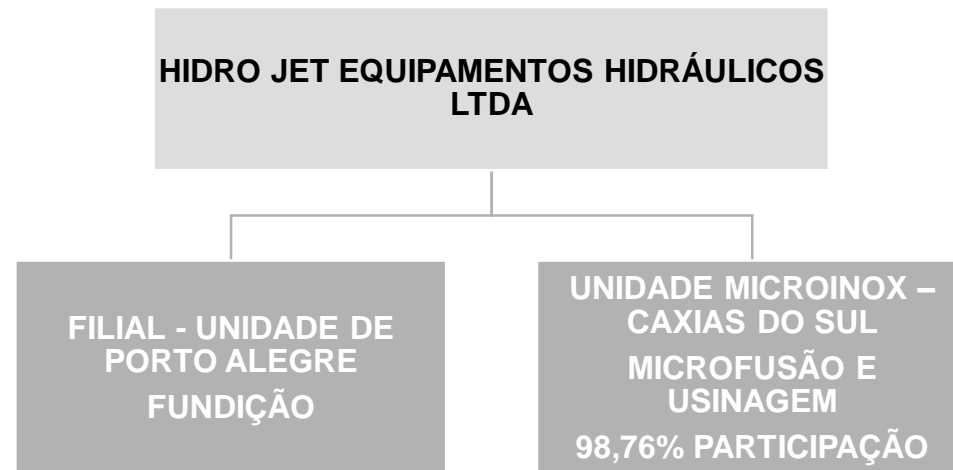 HIDRO JET EQUIPAMENTOS HIDRÁULICOS
LTDA
FILIAL - UNIDADE DE
PORTO ALEGRE
FUNDIÇÃO
UNIDADE MICROINOX –
CAXIAS DO SUL
MICROFUSÃO E
USINAGEM
98,76% PARTICIPAÇÃO